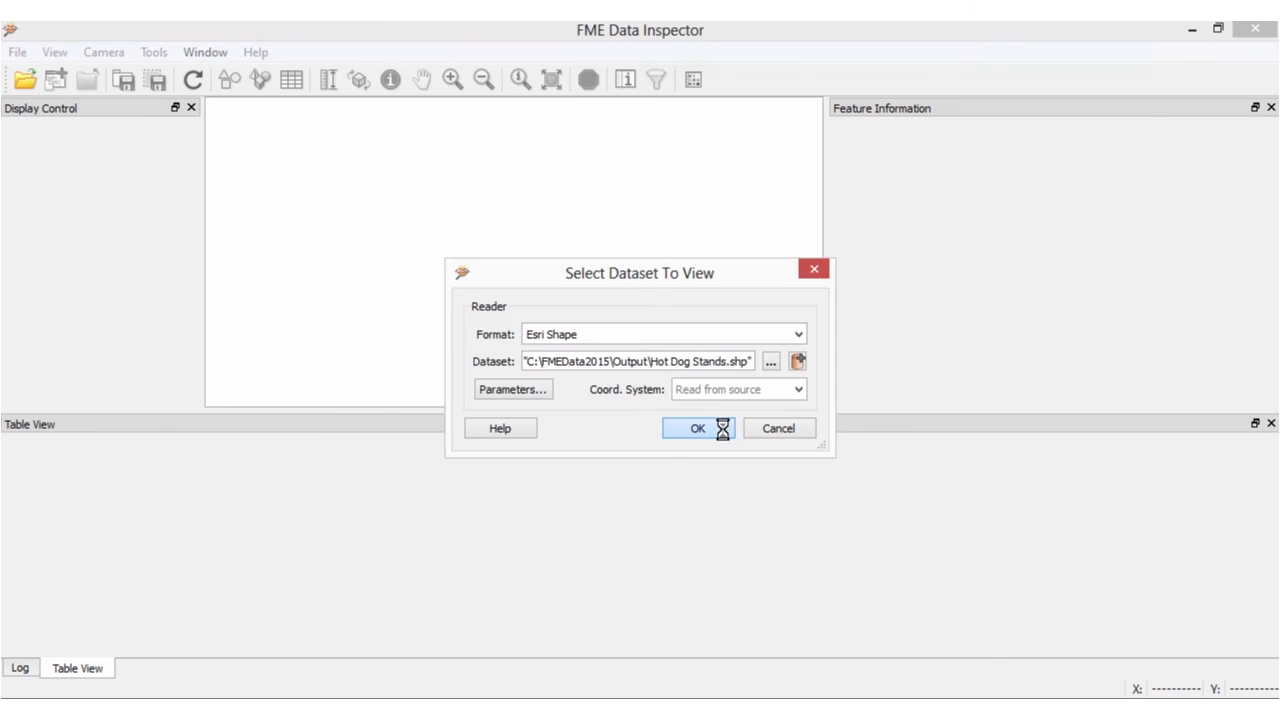 FME Data Inspector
File View Camera Tools Window Help
Display Control
Feature Information
Select Dataset To View
Reader
Format: Esri Shape
Dataset: "C:\FMEData2015\Output\Hot Dog Stands.shp" ...
Parameters... Coord. System: Read from source
Help OK Cancel
Table View
Log Table View
X: ---------- Y: ----------